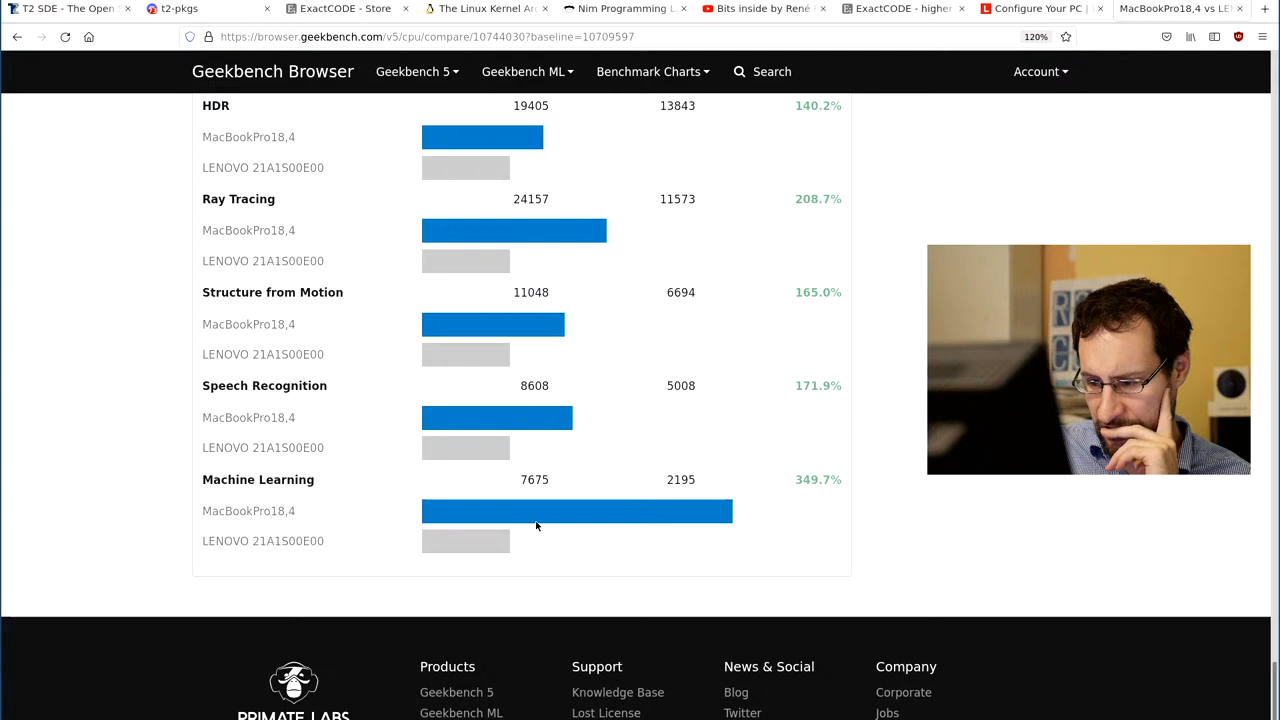 T2 SDE - The Open S
t2-pkgs
ExactCODE - Store
The Linux Kernel Arc
Nim Programming L
Bits inside by René
ExactCODE - higher
Configure Your PC |
MacBookPro18,4 vs LE
https://browser.geekbench.com/v5/cpu/compare/10744030?baseline=10709597
120%
Geekbench Browser
Geekbench 5
Geekbench ML
Benchmark Charts
Search
Account
HDR 19405 13843 140.2%
MacBookPro18,4
LENOVO 21A1S00E00
Ray Tracing 24157 11573 208.7%
MacBookPro18,4
LENOVO 21A1S00E00
Structure from Motion 11048 6694 165.0%
MacBookPro18,4
LENOVO 21A1S00E00
Speech Recognition 8608 5008 171.9%
MacBookPro18,4
LENOVO 21A1S00E00
Machine Learning 7675 2195 349.7%
MacBookPro18,4
LENOVO 21A1S00E00
PRIMATE LABS
Products
Geekbench 5
Geekbench ML
Support
Knowledge Base
Lost License
News & Social
Blog
Twitter
Company
Corporate
Jobs